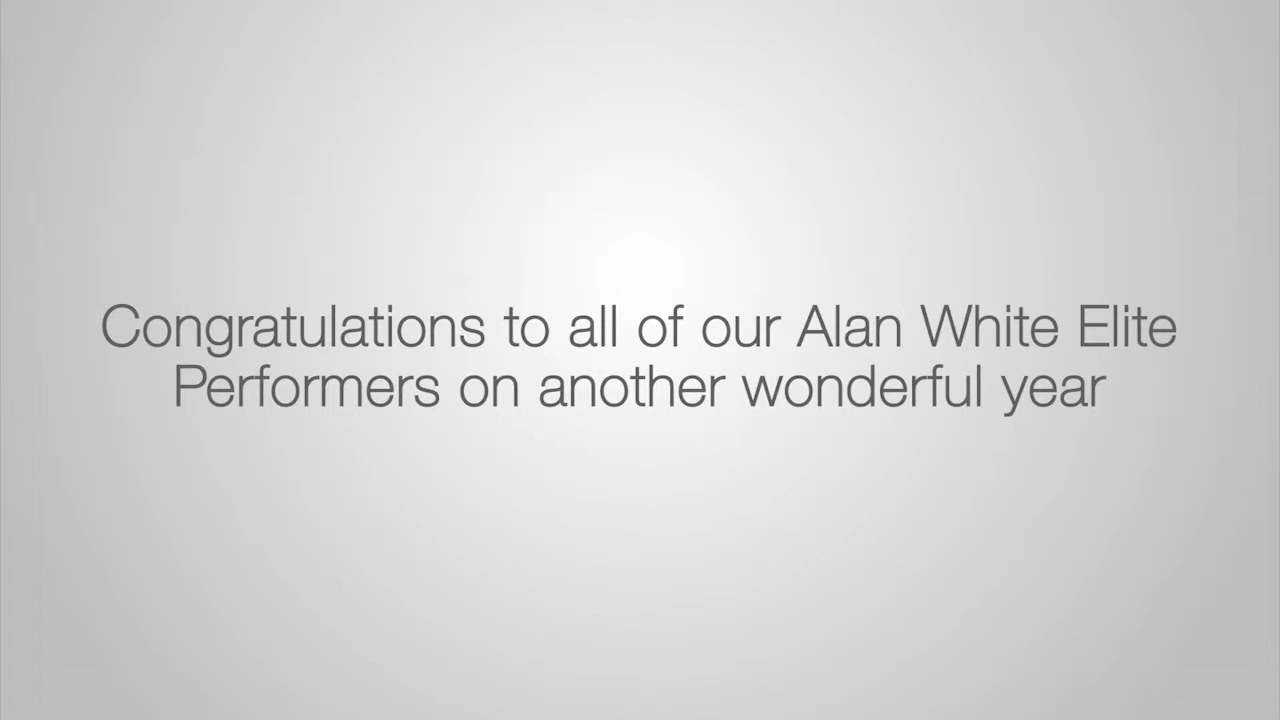 Congratulations to all of our Alan White Elite
Performers on another wonderful year